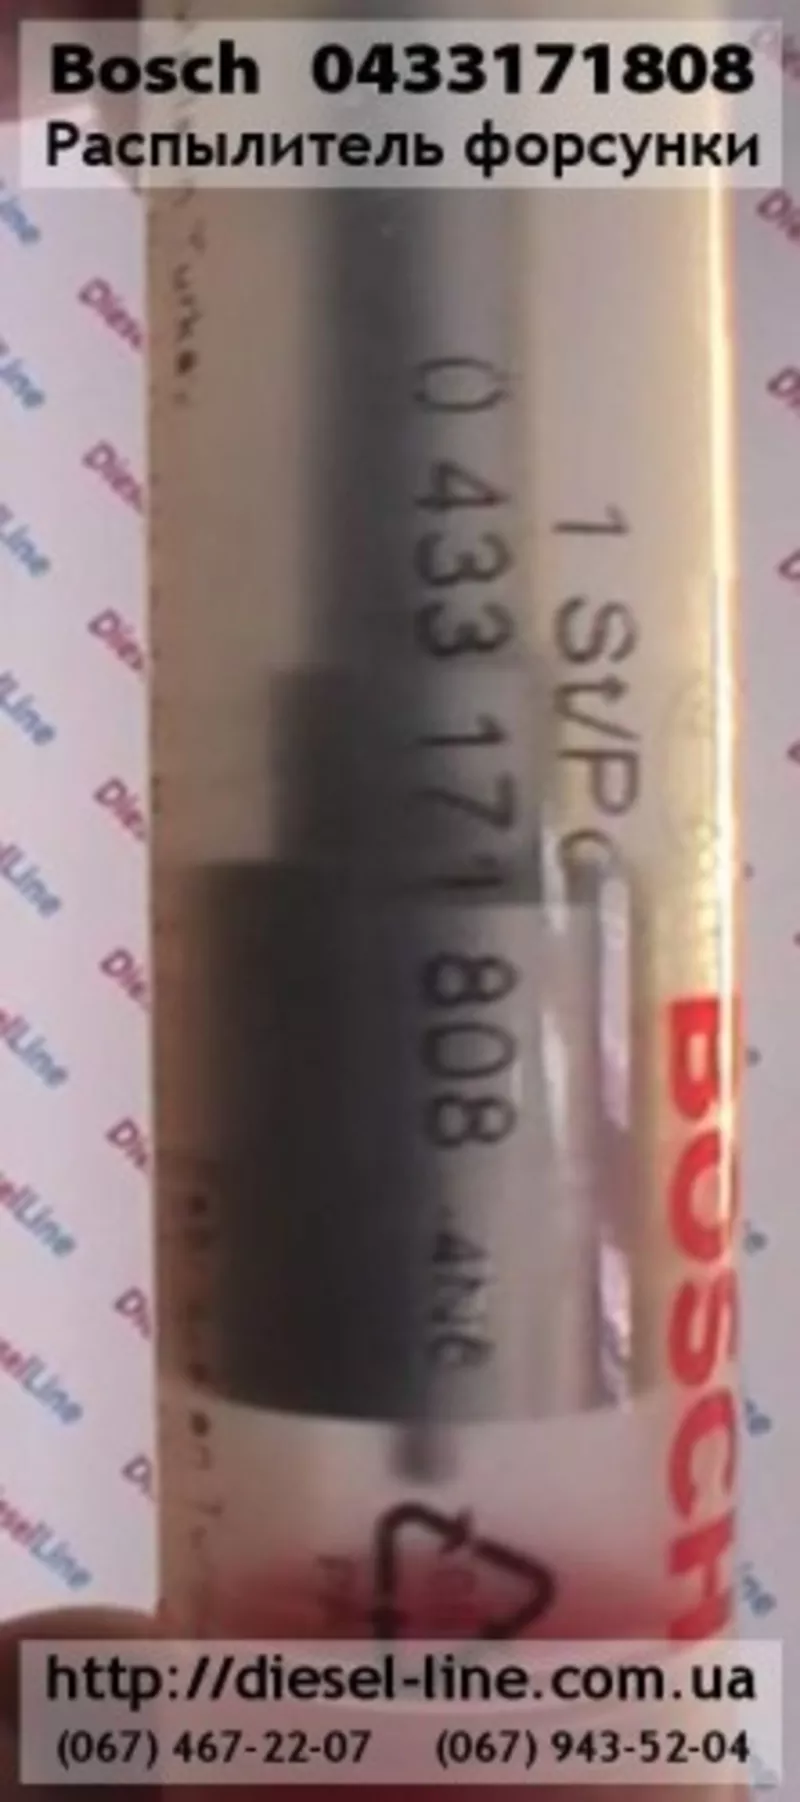 Bosch 0433171808
Распылитель форсунки
1 St/Pc
0 433 171 808
BOSCH
DieselLine
http://diesel-line.com.ua
(067) 467-22-07 (067) 943-52-04